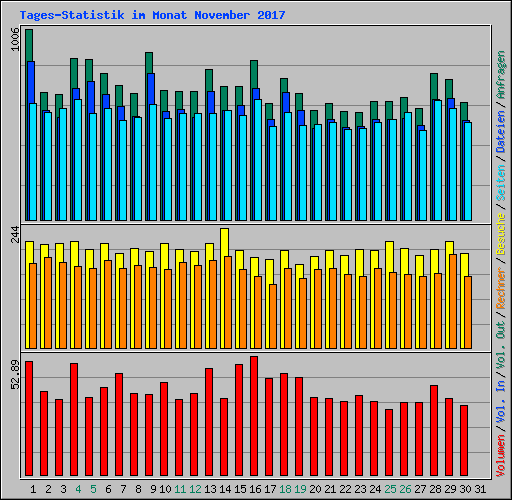 Tages-Statistik im Monat November 2017
1006
244
52.89
Volumen / Vol. In / Vol. Out / Rechner / Besuche / Seiten / Dateien / Anfragen
1 2 3 4 5 6 7 8 9 10 11 12 13 14 15 16 17 18 19 20 21 22 23 24 25 26 27 28 29 30 31